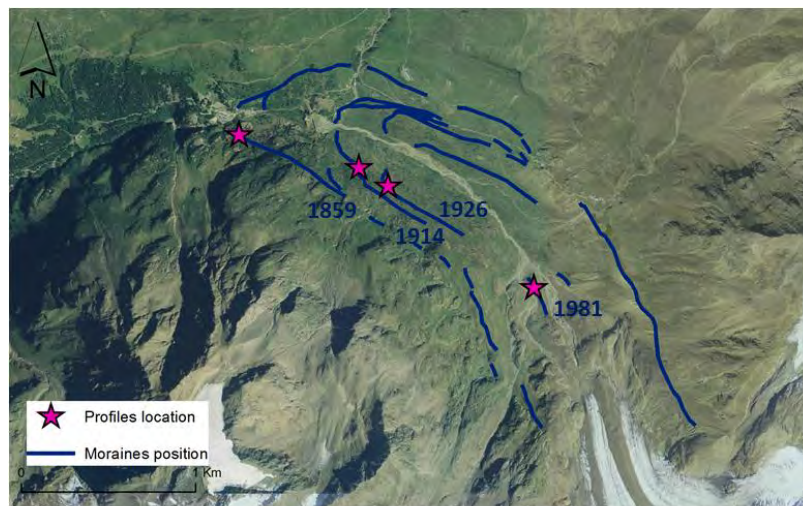 N
1859
1926
1914
1981
Profiles location
Moraines position
0 1 Km